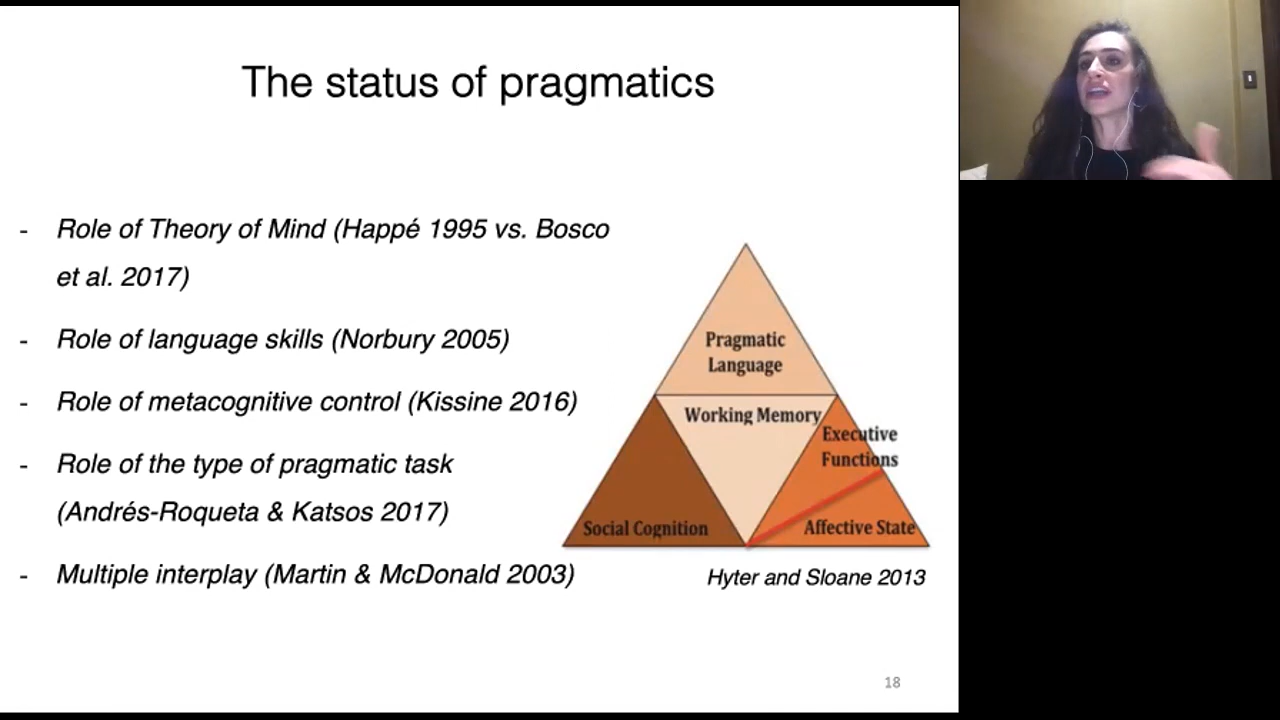 The status of pragmatics
- Role of Theory of Mind (Happé 1995 vs. Bosco
et al. 2017)
- Role of language skills (Norbury 2005)
- Role of metacognitive control (Kissine 2016)
- Role of the type of pragmatic task
(Andrés-Roqueta & Katsos 2017)
- Multiple interplay (Martin & McDonald 2003)
Pragmatic
Language
Working Memory
Executive
Functions
Social Cognition
Affective State
Hyter and Sloane 2013
18